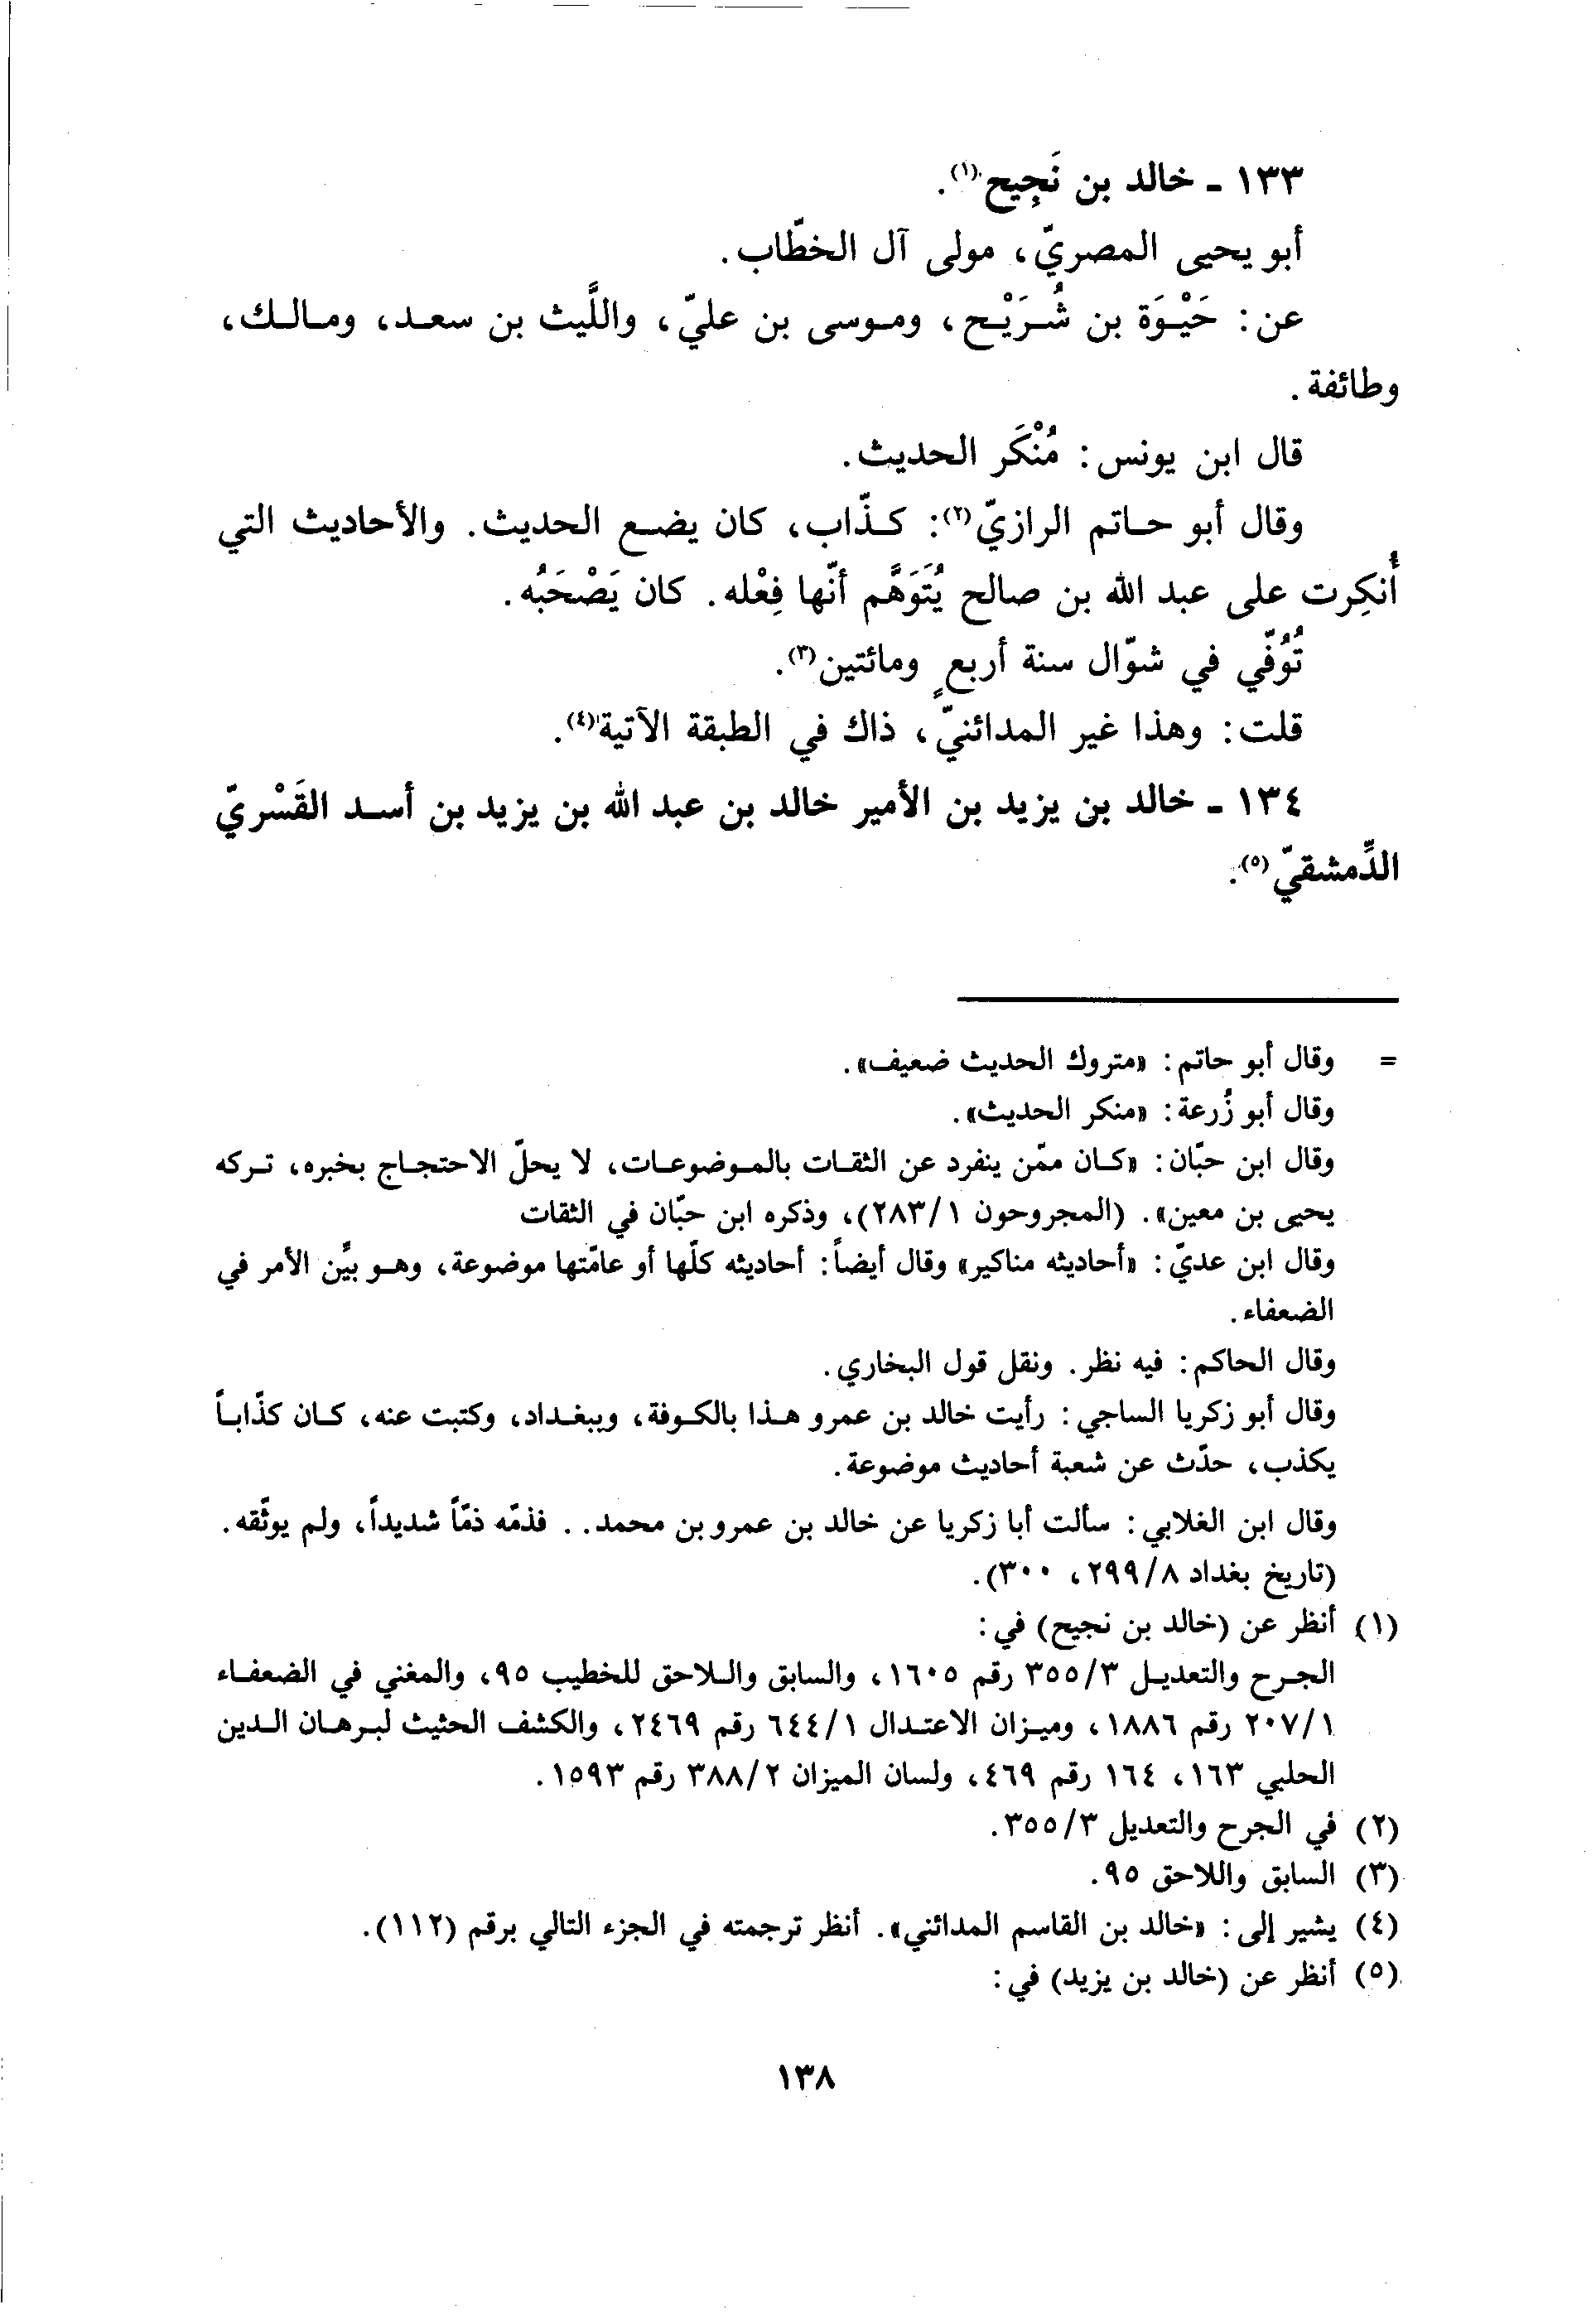 ١٣٣ - خالد بن نَجِيح(١).
أبو يحيى المصريّ، مولى آل الخطّاب.
عن: حَيْوَة بن شُرَيْح، وموسى بن عليّ، واللَّيث بن سعد، ومالك،
وطائفة.
قال ابن يونس: مُنْكَر الحديث.
وقال أبو حاتم الرازيّ(٢): كذّاب، كان يضع الحديث. والأحاديث التي
أُنكِرت على عبد الله بن صالح يُتَوَهَّم أنّها فِعْله. كان يَصْحَبُه.
تُوُفّي في شوّال سنة أربعٍ ومائتين(٣).
قلت: وهذا غير المدائنيّ، ذاك في الطبقة الآتية(٤).
١٣٤ - خالد بن يزيد بن الأمير خالد بن عبد الله بن يزيد بن أسد القَسْريّ
الدِّمشقيّ(٥).
= وقال أبو حاتم: «متروك الحديث ضعيف».
وقال أبو زُرعة: «منكر الحديث».
وقال ابن حبّان: «كان ممّن ينفرد عن الثقات بالموضوعات، لا يحلّ الاحتجاج بخبره، تركه
يحيى بن معين». (المجروحون ٢٨٣/١)، وذكره ابن حبّان في الثقات
وقال ابن عديّ: «أحاديثه مناكير» وقال أيضاً: أحاديثه كلّها أو عامّتها موضوعة، وهو بيّن الأمر في
الضعفاء.
وقال الحاكم: فيه نظر. ونقل قول البخاري.
وقال أبو زكريا الساجي: رأيت خالد بن عمرو هذا بالكوفة، وببغداد، وكتبت عنه، كان كذّاباً
يكذب، حدّث عن شعبة أحاديث موضوعة.
وقال ابن الغلابي: سألت أبا زكريا عن خالد بن عمرو بن محمد.. فذمّه ذمّاً شديداً، ولم يوثّقه.
(تاريخ بغداد ٢٩٩/٨، ٣٠٠).
(١) أنظر عن (خالد بن نجيح) في:
الجرح والتعديل ٣٥٥/٣ رقم ١٦٠٥، والسابق واللاحق للخطيب ٩٥، والمغني في الضعفاء
٢٠٧/١ رقم ١٨٨٦، وميزان الاعتدال ٦٤٤/١ رقم ٢٤٦٩، والكشف الحثيث لبرهان الدين
الحلبي ١٦٣، ١٦٤ رقم ٤٦٩، ولسان الميزان ٣٨٨/٢ رقم ١٥٩٣.
(٢) في الجرح والتعديل ٣٥٥/٣.
(٣) السابق واللاحق ٩٥.
(٤) يشير إلى: «خالد بن القاسم المدائني». أنظر ترجمته في الجزء التالي برقم (١١٢).
(٥) أنظر عن (خالد بن يزيد) في:
١٣٨